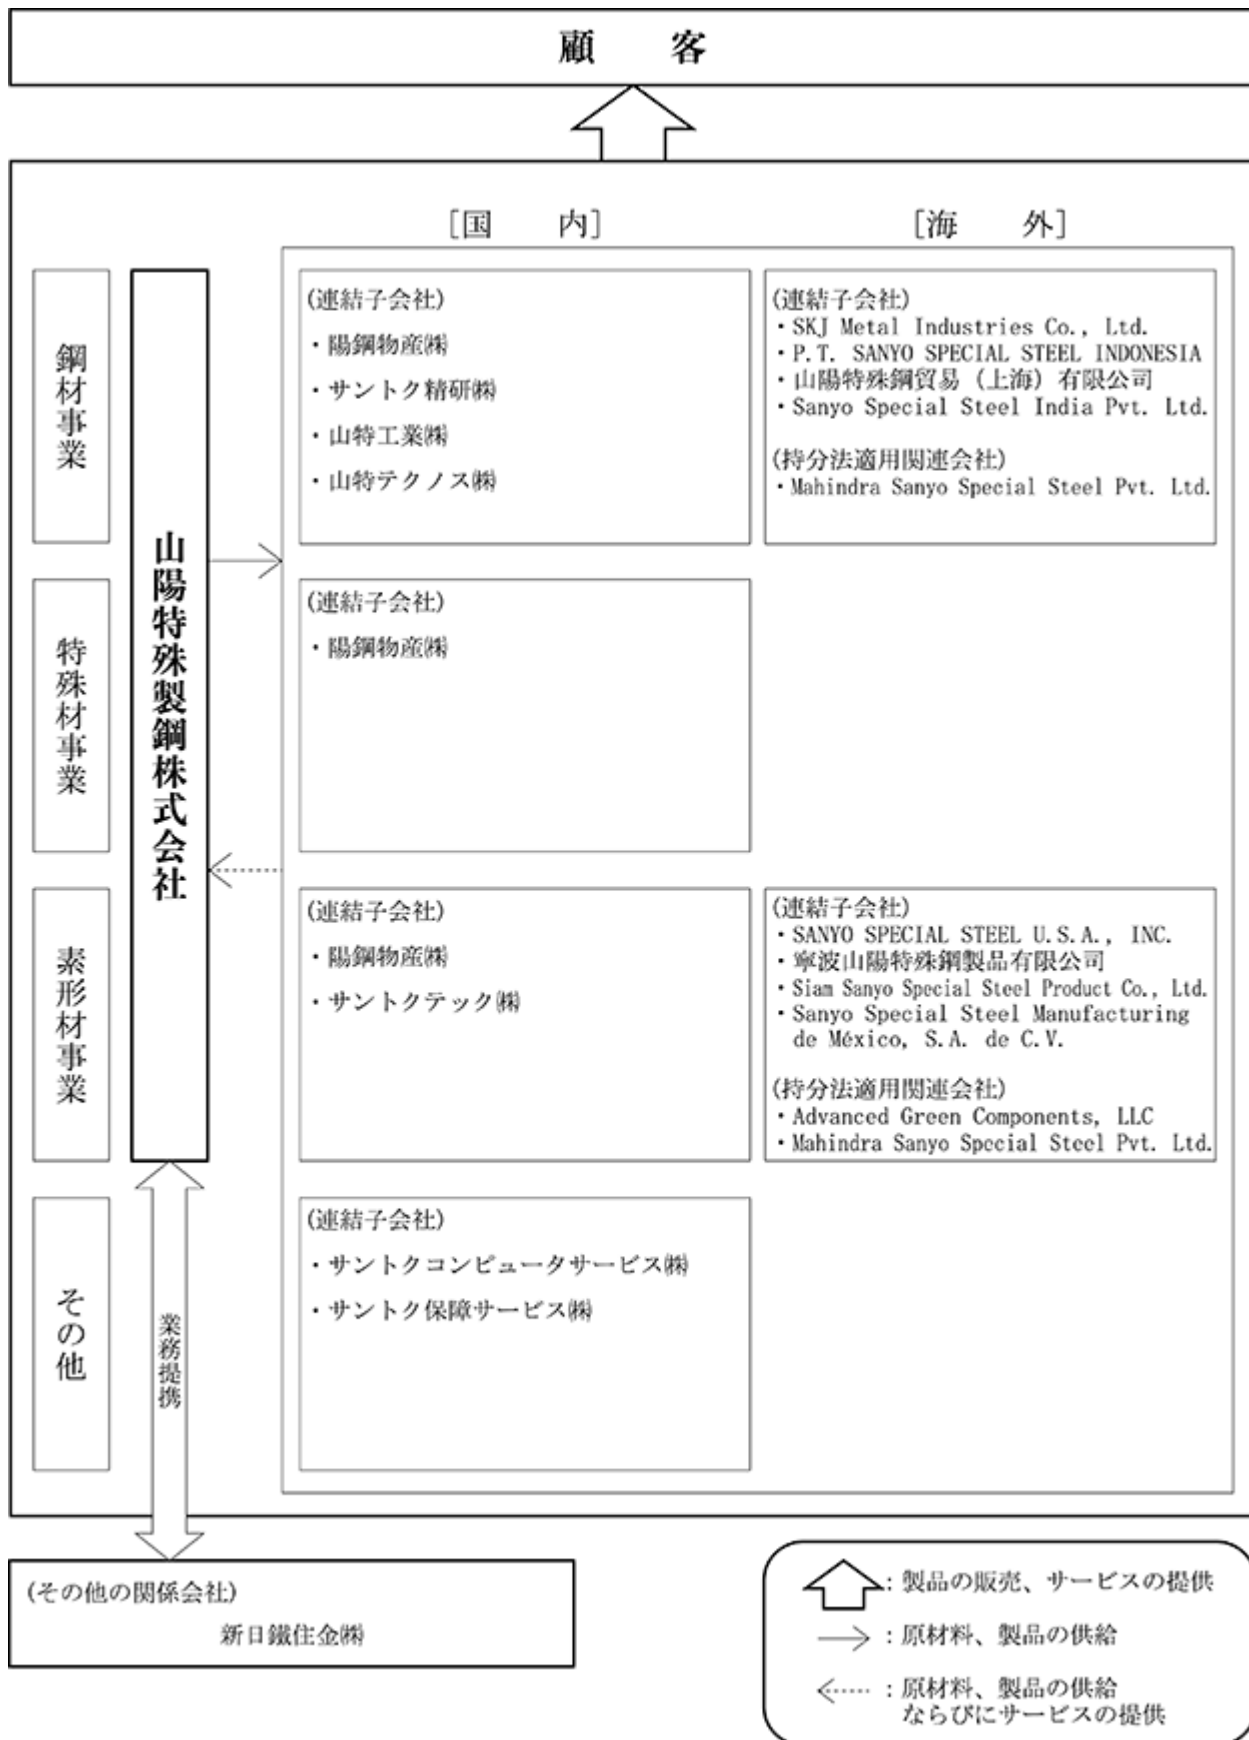 顧　客
［国　内］
［海　外］
鋼材事業
(連結子会社)
・陽鋼物産㈱
・サントク精研㈱
・山特工業㈱
・山特テクノス㈱
(連結子会社)
・SKJ Metal Industries Co., Ltd.
・P.T. SANYO SPECIAL STEEL INDONESIA
・山陽特殊鋼貿易（上海）有限公司
・Sanyo Special Steel India Pvt. Ltd.
(持分法適用関連会社)
・Mahindra Sanyo Special Steel Pvt. Ltd.
山陽特殊製鋼株式会社
特殊材事業
(連結子会社)
・陽鋼物産㈱
素形材事業
(連結子会社)
・陽鋼物産㈱
・サントクテック㈱
(連結子会社)
・SANYO SPECIAL STEEL U.S.A., INC.
・寧波山陽特殊鋼製品有限公司
・Siam Sanyo Special Steel Product Co., Ltd.
・Sanyo Special Steel Manufacturing
de México, S.A. de C.V.
(持分法適用関連会社)
・Advanced Green Components, LLC
・Mahindra Sanyo Special Steel Pvt. Ltd.
その他
(連結子会社)
・サントクコンピュータサービス㈱
・サントク保障サービス㈱
業務提携
(その他の関係会社)
新日鐵住金㈱
：製品の販売、サービスの提供
：原材料、製品の供給
：原材料、製品の供給
ならびにサービスの提供